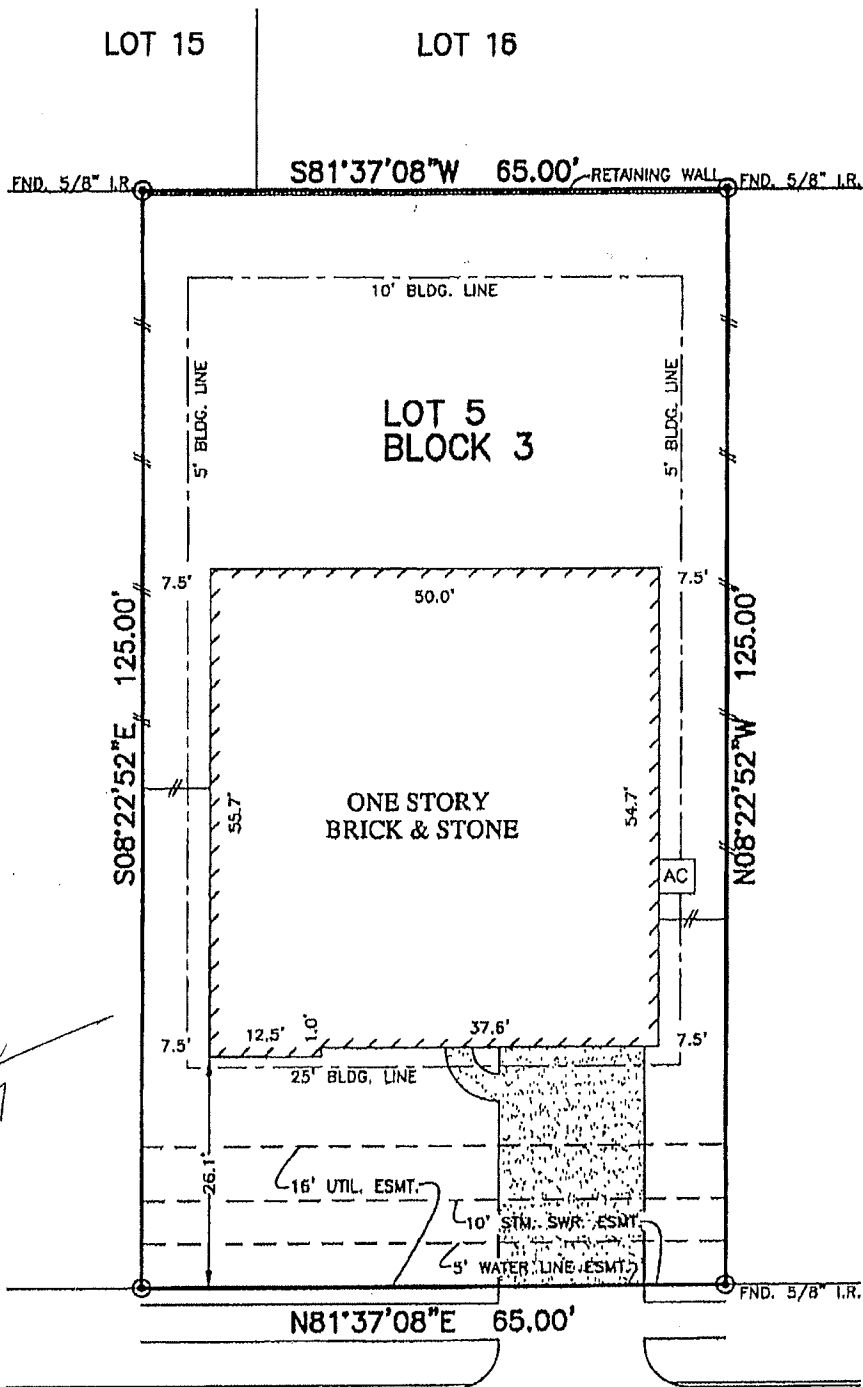 LOT 15
LOT 16
S81°37'08"W 65.00'
RETAINING WALL
FND. 5/8" I.R.
FND. 5/8" I.R.
10' BLDG. LINE
5' BLDG. LINE
5' BLDG. LINE
LOT 5
BLOCK 3
7.5'
7.5'
50.0'
S08°22'52"E 125.00'
N08°22'52"W 125.00'
55.7'
54.7'
ONE STORY
BRICK & STONE
AC
7.5'
12.5'
1.0'
37.6'
7.5'
25' BLDG. LINE
26.1'
16' UTIL. ESMT.
10' STM. SWR. ESMT.
5' WATER LINE ESMT.
FND. 5/8" I.R.
N81°37'08"E 65.00'